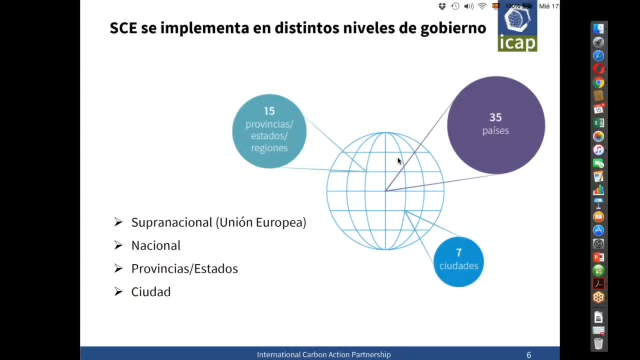 Mié 17:
SCE se implementa en distintos niveles de gobierno
icap
15
provincias/
estados/
regiones
35
países
7
ciudades
➢ Supranacional (Unión Europea)
➢ Nacional
➢ Provincias/Estados
➢ Ciudad
International Carbon Action Partnership
6